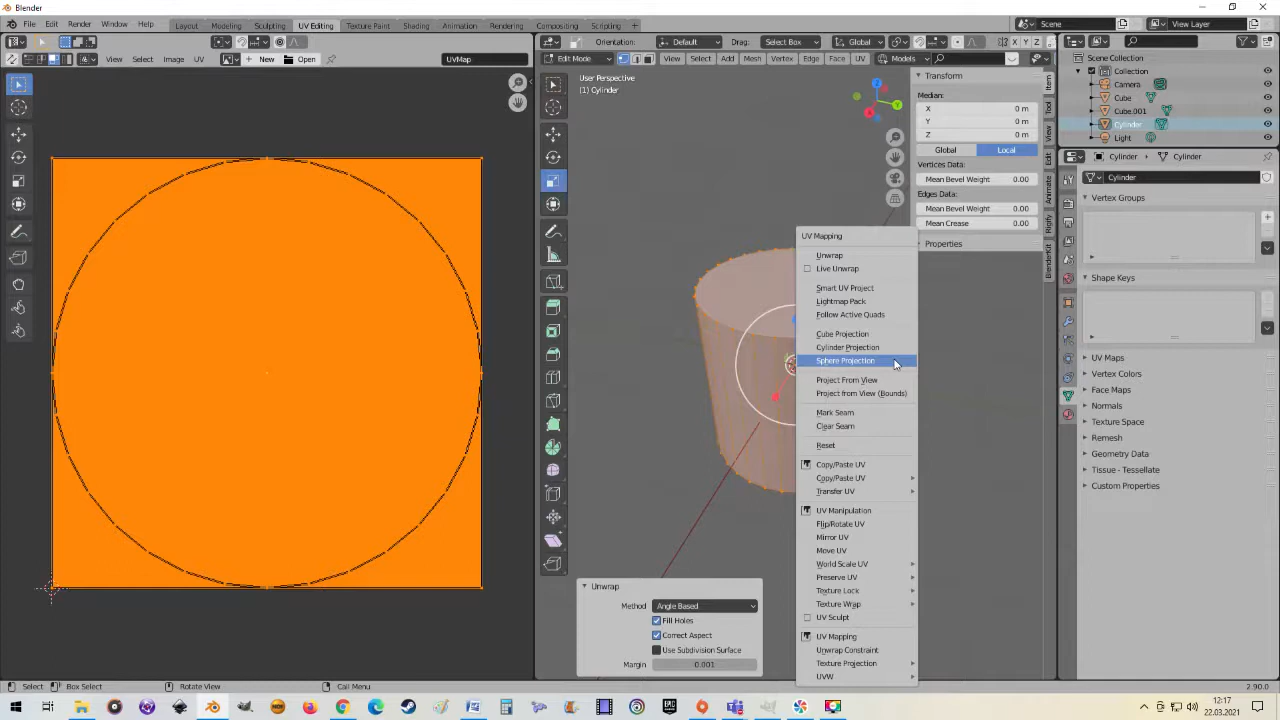 Blender
File Edit Render Window Help Layout Modeling Sculpting UV Editing Texture Paint Shading Animation Rendering Compositing Scripting + Scene View Layer
Orientation: Default Drag: Select Box Global X Y Z
View Select Image UV + New Open UVMap Edit Mode View Select Add Mesh Vertex Edge Face UV Models
User Perspective
(1) Cylinder
Z
Y
Transform
Median:
X 0 m
Y 0 m
Z 0 m
Global Local
Vertices Data:
Mean Bevel Weight 0.00
Edges Data:
Mean Bevel Weight 0.00
Mean Crease 0.00
Properties
Item
Tool
View
Edit
Animate
Rigify
BlenderKit
Scene Collection
Collection
Camera
Cube
Cube.001
Cylinder
Light
Cylinder Cylinder
Cylinder
Vertex Groups
Shape Keys
UV Maps
Vertex Colors
Face Maps
Normals
Texture Space
Remesh
Geometry Data
Tissue - Tessellate
Custom Properties
UV Mapping
Unwrap
Live Unwrap
Smart UV Project
Lightmap Pack
Follow Active Quads
Cube Projection
Cylinder Projection
Sphere Projection
Project From View
Project from View (Bounds)
Mark Seam
Clear Seam
Reset
Copy/Paste UV
Copy/Paste UV
Transfer UV
UV Manipulation
Flip/Rotate UV
Mirror UV
Move UV
World Scale UV
Preserve UV
Texture Lock
Texture Wrap
UV Sculpt
UV Mapping
Unwrap Constraint
Texture Projection
UVW
Unwrap
Method Angle Based
Fill Holes
Correct Aspect
Use Subdivision Surface
Margin 0.001
Select Box Select Rotate View Call Menu 2.90.0
12:17
22.03.2021